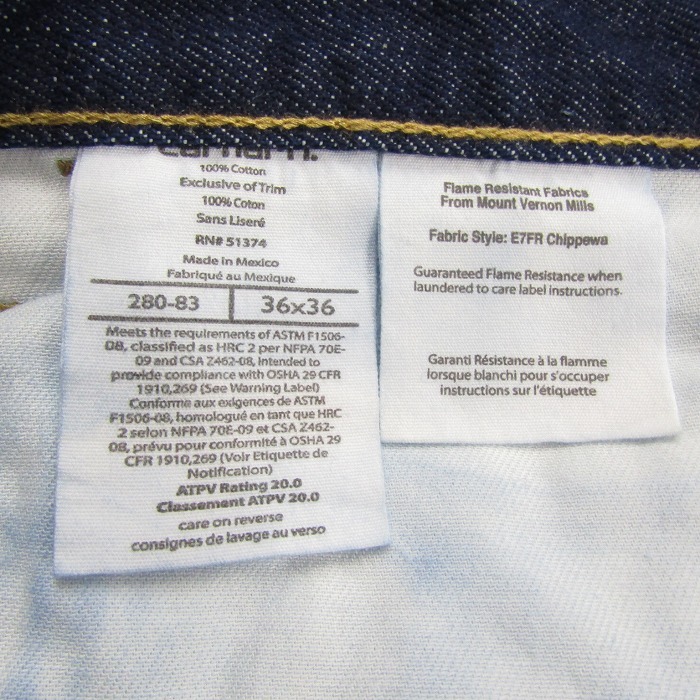 carhartt.
100% Cotton
Exclusive of Trim
100% Coton
Sans Liseré
RN# 51374
Made in Mexico
Fabriqué au Mexique
280-83 36x36
Meets the requirements of ASTM F1506-
08, classified as HRC 2 per NFPA 70E-
09 and CSA Z462-08, intended to
provide compliance with OSHA 29 CFR
1910,269 (See Warning Label)
Conforme aux exigences de ASTM
F1506-08, homologué en tant que HRC
2 selon NFPA 70E-09 et CSA Z462-
08, prévu pour conformité à OSHA 29
CFR 1910,269 (Voir Etiquette de
Notification)
ATPV Rating 20.0
Classement ATPV 20.0
care on reverse
consignes de lavage au verso
Flame Resistant Fabrics
From Mount Vernon Mills
Fabric Style: E7FR Chippewa
Guaranteed Flame Resistance when
laundered to care label instructions.
Garanti Résistance à la flamme
lorsque blanchi pour s'occuper
instructions sur l'étiquette